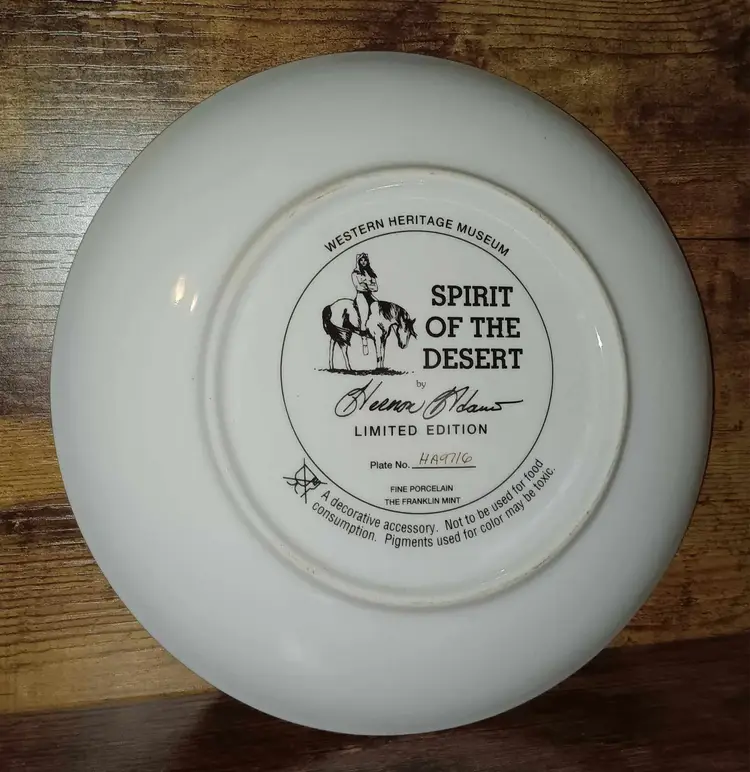 WESTERN HERITAGE MUSEUM
SPIRIT
OF THE
DESERT
by
Hermon Adams
LIMITED EDITION
Plate No. HA9716
FINE PORCELAIN
THE FRANKLIN MINT
A decorative accessory. Not to be used for food
consumption. Pigments used for color may be toxic.